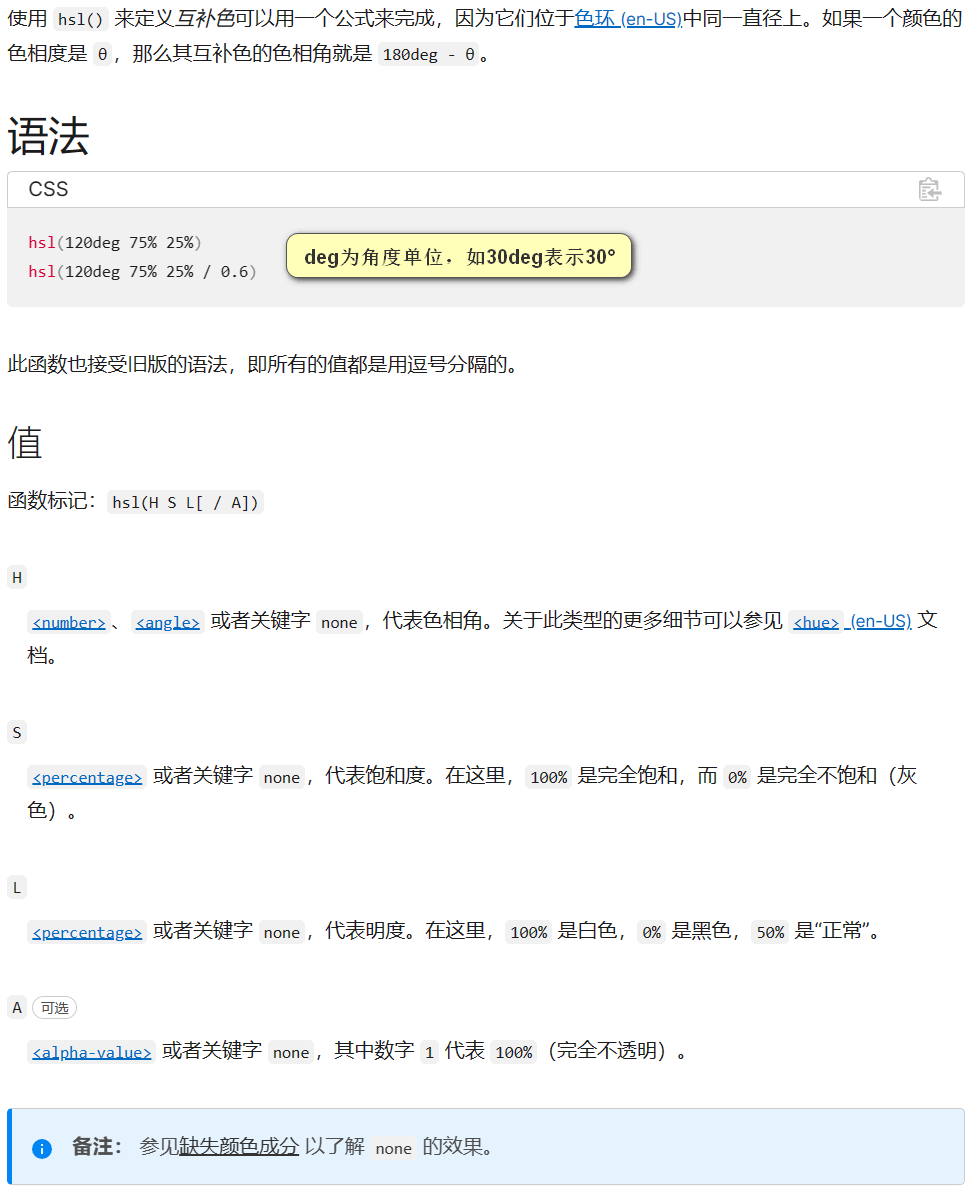 使用 hsl() 来定义互补色可以用一个公式来完成，因为它们位于色环 (en-US)中同一直径上。如果一个颜色的
色相度是 θ，那么其互补色的色相角就是 180deg - θ。
语法
CSS
hsl(120deg 75% 25%)
hsl(120deg 75% 25% / 0.6)
deg为角度单位．如30deg表示30°
此函数也接受旧版的语法，即所有的值都是用逗号分隔的。
值
函数标记：hsl(H S L[ / A])
H
<number>、<angle> 或者关键字 none，代表色相角。关于此类型的更多细节可以参见 <hue> (en-US) 文
档。
S
<percentage> 或者关键字 none，代表饱和度。在这里，100% 是完全饱和，而 0% 是完全不饱和（灰
色）。
L
<percentage> 或者关键字 none，代表明度。在这里，100% 是白色，0% 是黑色，50% 是“正常”。
A 可选
<alpha-value> 或者关键字 none，其中数字 1 代表 100%（完全不透明）。
备注： 参见缺失颜色成分 以了解 none 的效果。